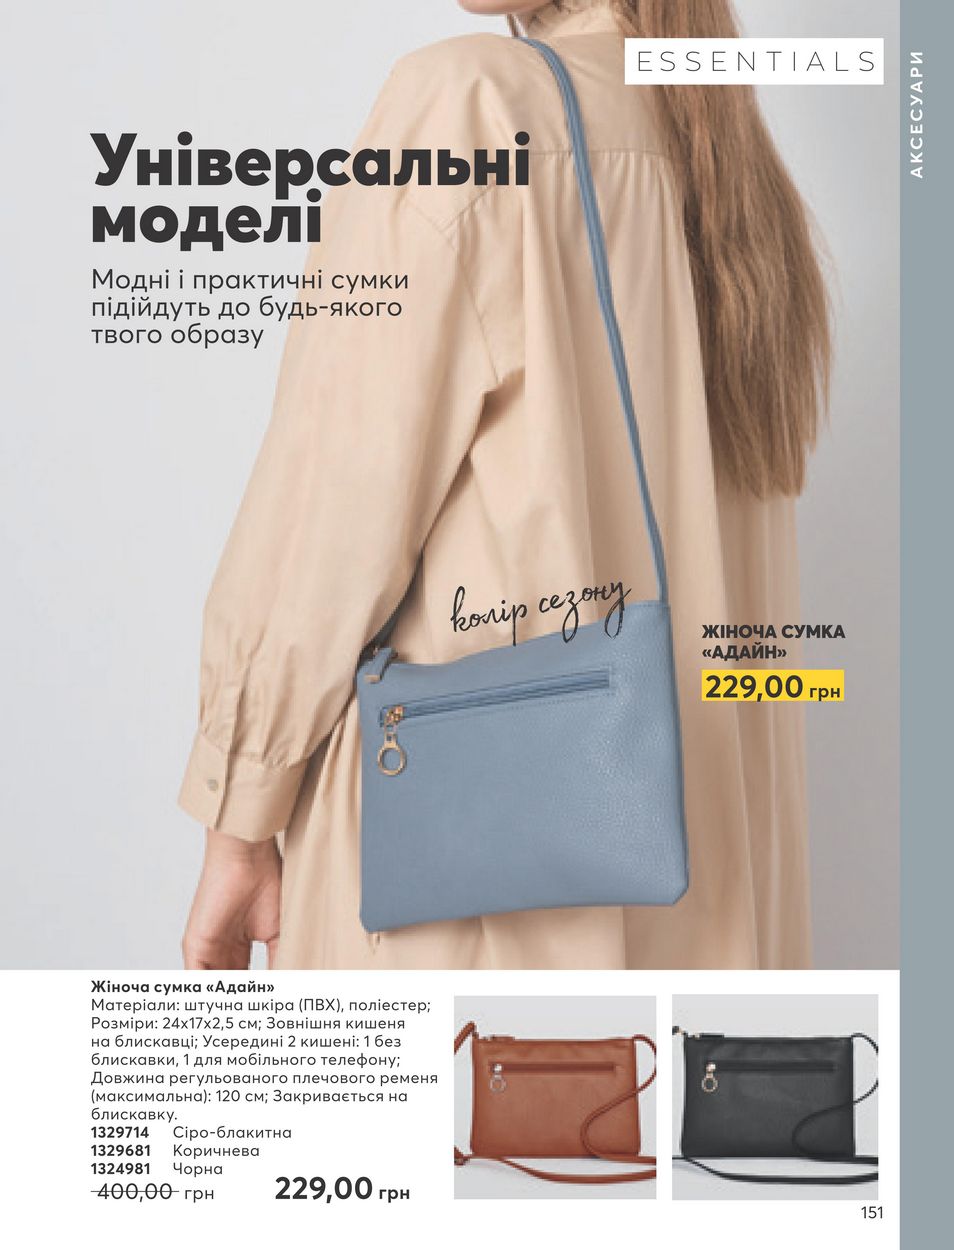 ESSENTIALS
АКСЕСУАРИ
Універсальні
моделі
Модні і практичні сумки
підійдуть до будь-якого
твого образу
колір сезону
ЖІНОЧА СУМКА
«АДАЙН»
229,00 грн
Жіноча сумка «Адайн»
Матеріали: штучна шкіра (ПВХ), поліестер;
Розміри: 24х17х2,5 см; Зовнішня кишеня
на блискавці; Усередині 2 кишені: 1 без
блискавки, 1 для мобільного телефону;
Довжина регульованого плечового ременя
(максимальна): 120 см; Закривається на
блискавку.
1329714 Сіро-блакитна
1329681 Коричнева
1324981 Чорна
400,00 грн 229,00 грн
151